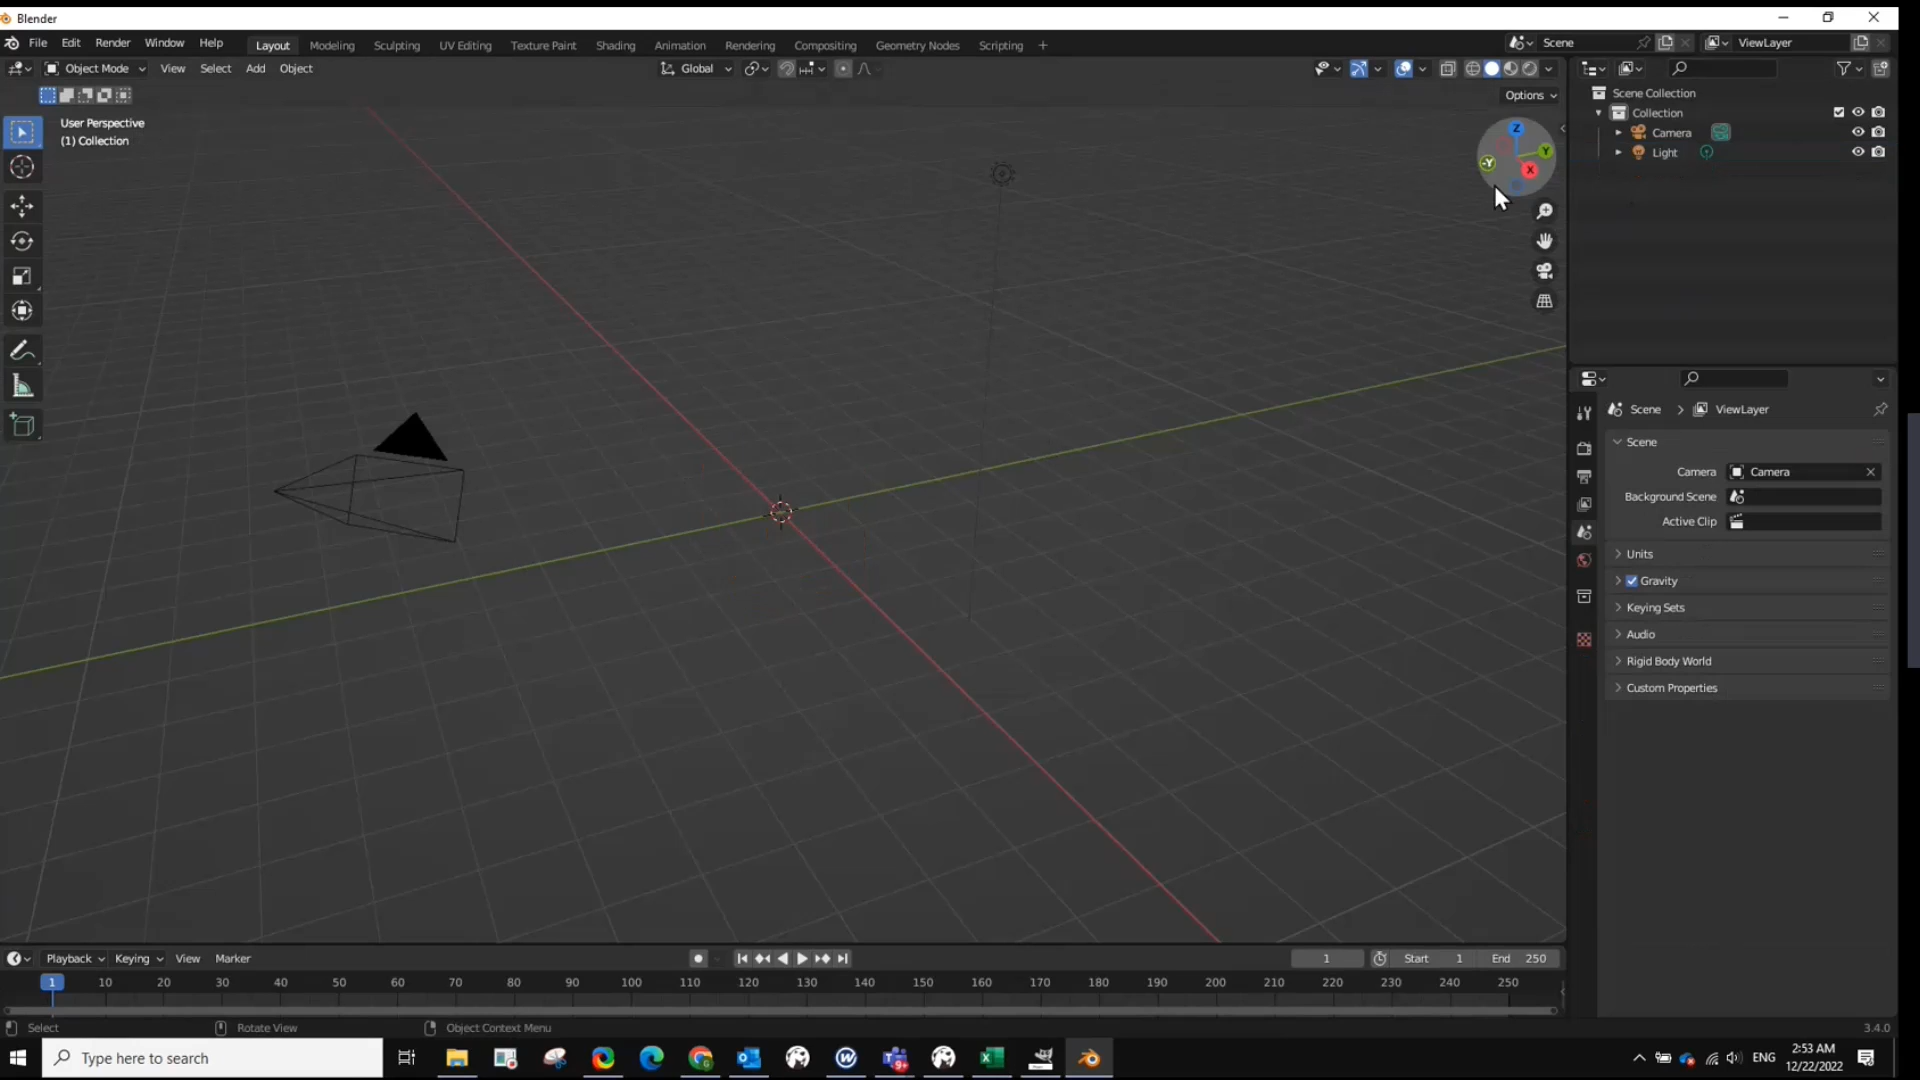 Blender
File Edit Render Window Help Layout Modeling Sculpting UV Editing Texture Paint Shading Animation Rendering Compositing Geometry Nodes Scripting + Scene ViewLayer
Object Mode View Select Add Object Global
Options
User Perspective
(1) Collection
Z
Y
-Y
X
Scene Collection
Collection
Camera
Light
Scene > ViewLayer
Scene
Camera Camera
Background Scene
Active Clip
Units
Gravity
Keying Sets
Audio
Rigid Body World
Custom Properties
Playback Keying View Marker 1 Start 1 End 250
1 10 20 30 40 50 60 70 80 90 100 110 120 130 140 150 160 170 180 190 200 210 220 230 240 250
Select Rotate View Object Context Menu 3.4.0
Type here to search
ENG
2:53 AM
12/22/2022